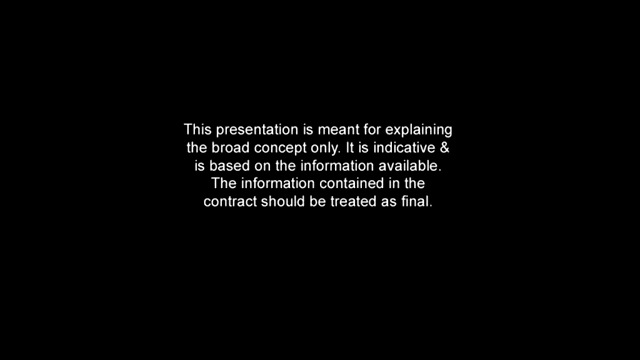 This presentation is meant for explaining
the broad concept only. It is indicative &
is based on the information available.
The information contained in the
contract should be treated as final.